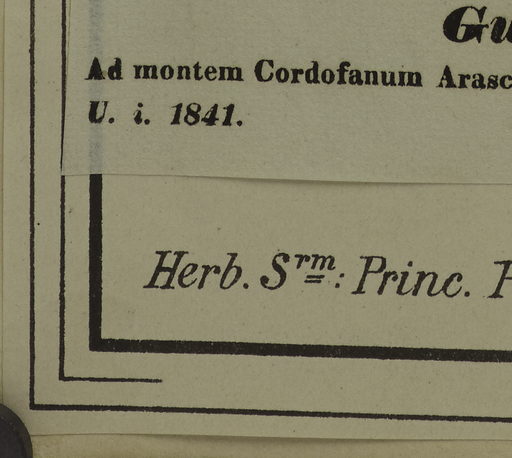 Gu
Ad montem Cordofanum Arasc
U. i. 1841.
Herb. Srm: Princ.